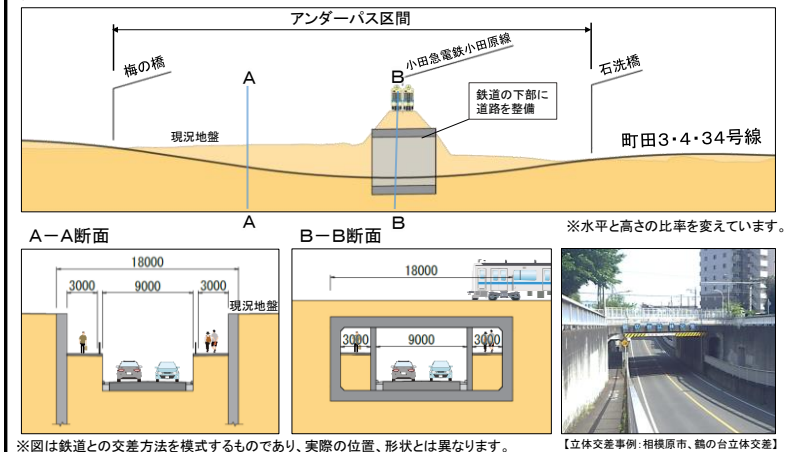 アンダーパス区間
梅の橋
A
B
小田急電鉄小田原線
石洗橋
鉄道の下部に
道路を整備
現況地盤
町田3・4・34号線
A
B
※水平と高さの比率を変えています。
A-A断面
18000
3000
9000
3000
現況地盤
B-B断面
18000
3000
9000
3000
※図は鉄道との交差方法を模式するものであり、実際の位置、形状とは異なります。
【立体交差事例:相模原市、鶴の台立体交差】